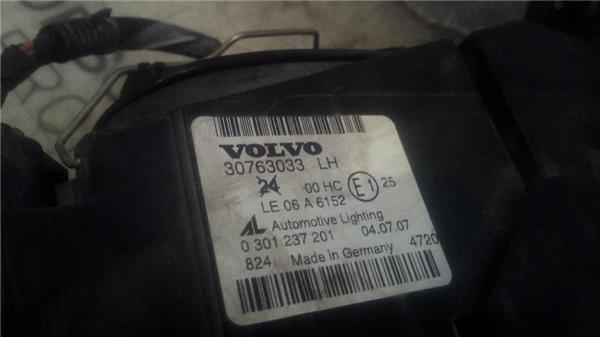 VOLVO
30763033 LH
24 00 HC E1 25
LE 06 A 6152
AL Automotive Lighting
0 301 237 201 04.07.07
824 Made in Germany 4720